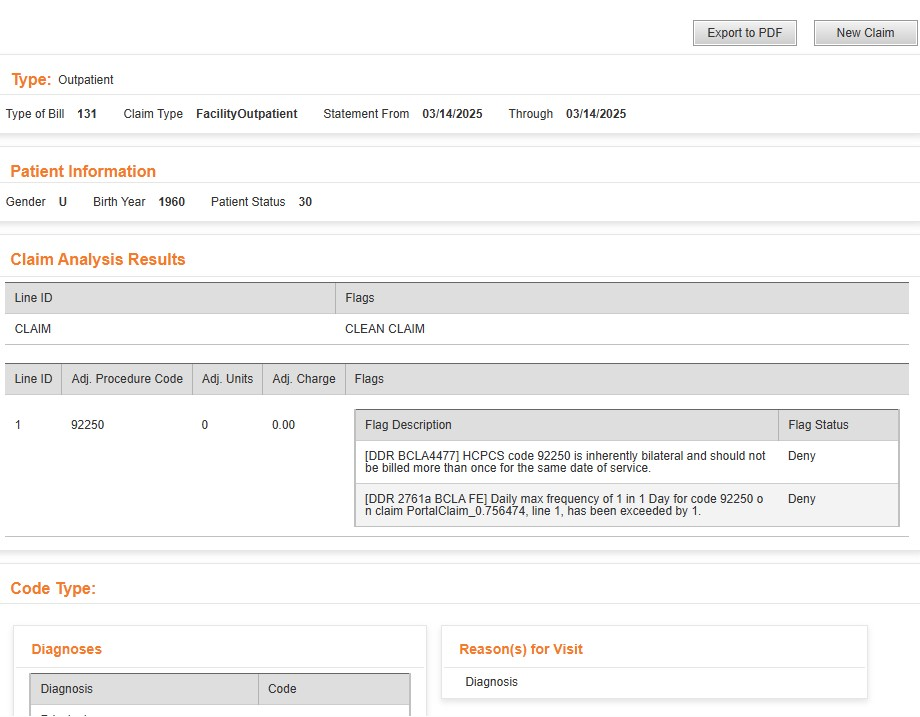 Export to PDF New Claim
Type: Outpatient
Type of Bill 131 Claim Type FacilityOutpatient Statement From 03/14/2025 Through 03/14/2025
Patient Information
Gender U Birth Year 1960 Patient Status 30
Claim Analysis Results
Line ID Flags
CLAIM CLEAN CLAIM
Line ID Adj. Procedure Code Adj. Units Adj. Charge Flags
1 92250 0 0.00 Flag Description Flag Status
[DDR BCLA4477] HCPCS code 92250 is inherently bilateral and should not Deny
be billed more than once for the same date of service.
[DDR 2761a BCLA FE] Daily max frequency of 1 in 1 Day for code 92250 o Deny
n claim PortalClaim_0.756474, line 1, has been exceeded by 1.
Code Type:
Diagnoses Reason(s) for Visit
Diagnosis Code Diagnosis